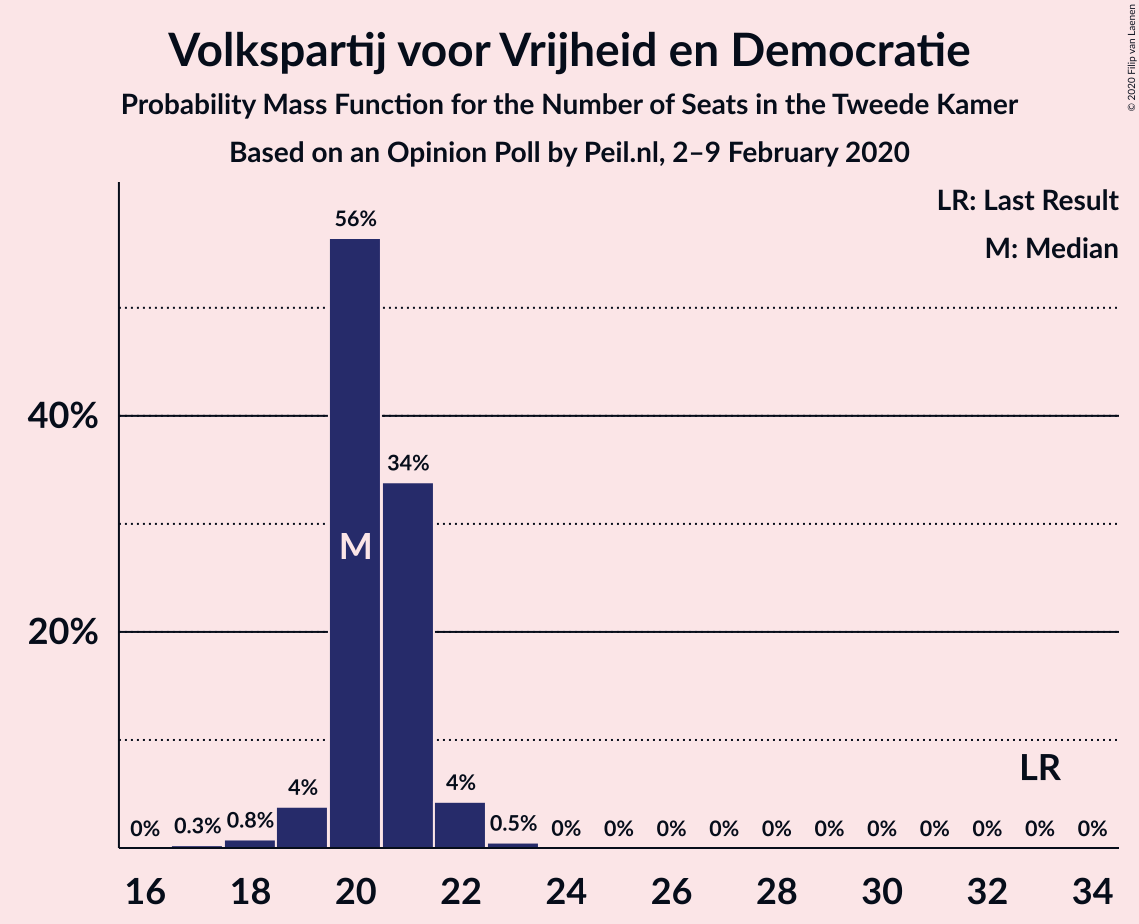 Volkspartij voor Vrijheid en Democratie
Probability Mass Function for the Number of Seats in the Tweede Kamer
Based on an Opinion Poll by Peil.nl, 2–9 February 2020
© 2020 Filip van Laenen
LR: Last Result
M: Median
56%
40%
34%
M
20%
LR
0% 0.3% 0.8% 4% 4% 0.5% 0% 0% 0% 0% 0% 0% 0% 0% 0% 0% 0%
16 18 20 22 24 26 28 30 32 34